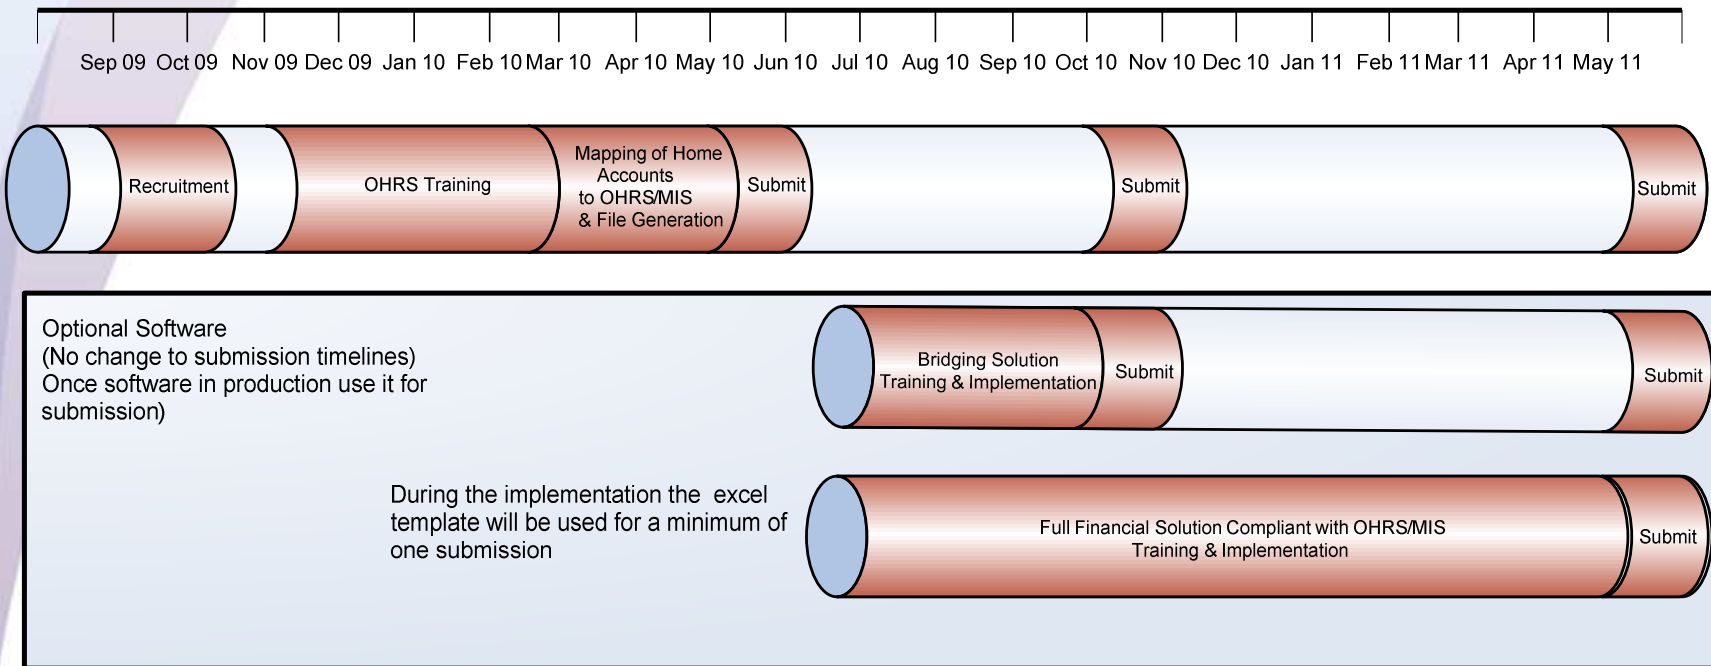 Sep 09 Oct 09 Nov 09 Dec 09 Jan 10 Feb 10 Mar 10 Apr 10 May 10 Jun 10 Jul 10 Aug 10 Sep 10 Oct 10 Nov 10 Dec 10 Jan 11 Feb 11 Mar 11 Apr 11 May 11
Recruitment
OHRS Training
Mapping of Home
Accounts
to OHRS/MIS
& File Generation
Submit
Submit
Submit
Optional Software
(No change to submission timelines)
Once software in production use it for
submission)
Bridging Solution
Training & Implementation
Submit
Submit
During the implementation the excel
template will be used for a minimum of
one submission
Full Financial Solution Compliant with OHRS/MIS
Training & Implementation
Submit